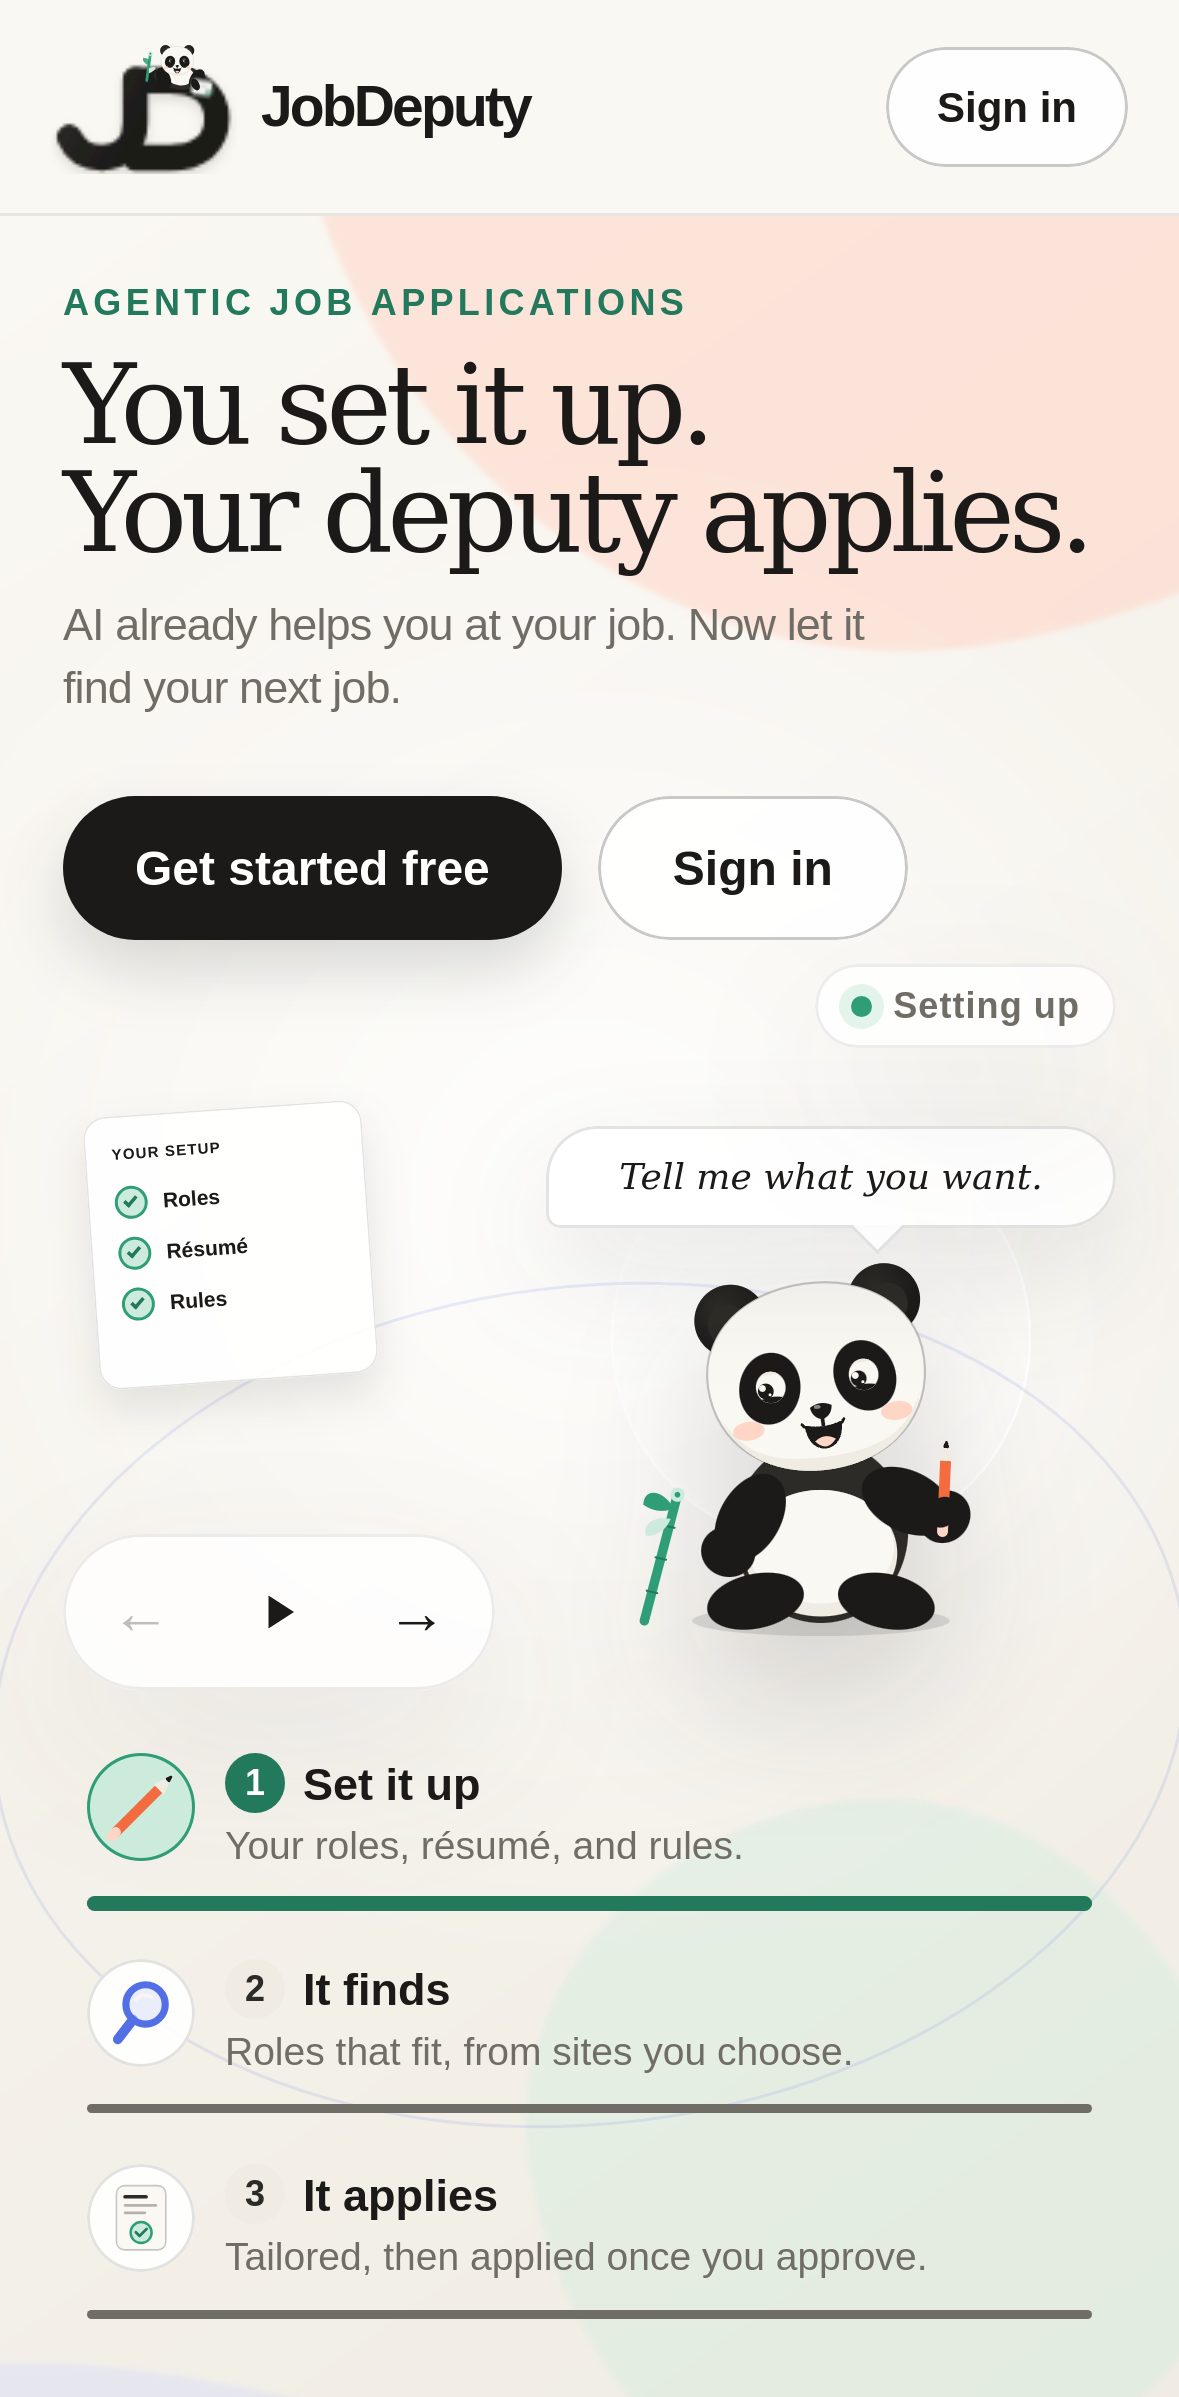 JD
JobDeputy
Sign in
AGENTIC JOB APPLICATIONS
You set it up.
Your deputy applies.
AI already helps you at your job. Now let it
find your next job.
Get started free
Sign in
Setting up
YOUR SETUP
Roles
Résumé
Rules
Tell me what you want.
← →
1 Set it up
Your roles, résumé, and rules.
2 It finds
Roles that fit, from sites you choose.
3 It applies
Tailored, then applied once you approve.